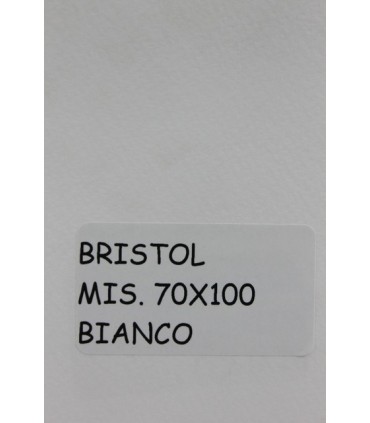 BRISTOL
MIS. 70X100
BIANCO